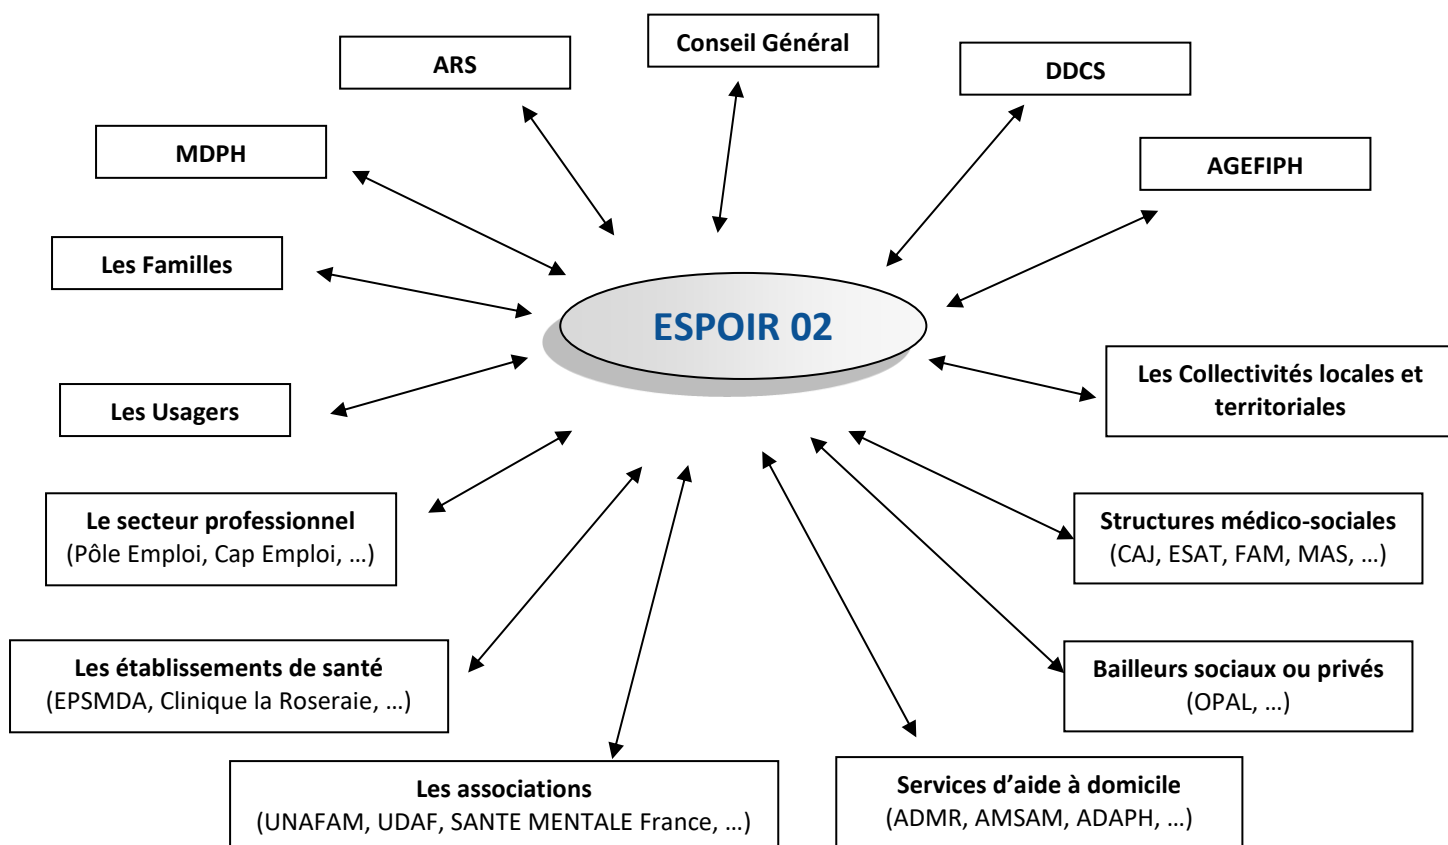 Conseil Général
ARS
DDCS
MDPH
AGEFIPH
Les Familles
ESPOIR 02
Les Collectivités locales et
territoriales
Les Usagers
Le secteur professionnel
(Pôle Emploi, Cap Emploi, …)
Structures médico-sociales
(CAJ, ESAT, FAM, MAS, …)
Les établissements de santé
(EPSMDA, Clinique la Roseraie, …)
Bailleurs sociaux ou privés
(OPAL, …)
Les associations
(UNAFAM, UDAF, SANTE MENTALE France, …)
Services d’aide à domicile
(ADMR, AMSAM, ADAPH, …)